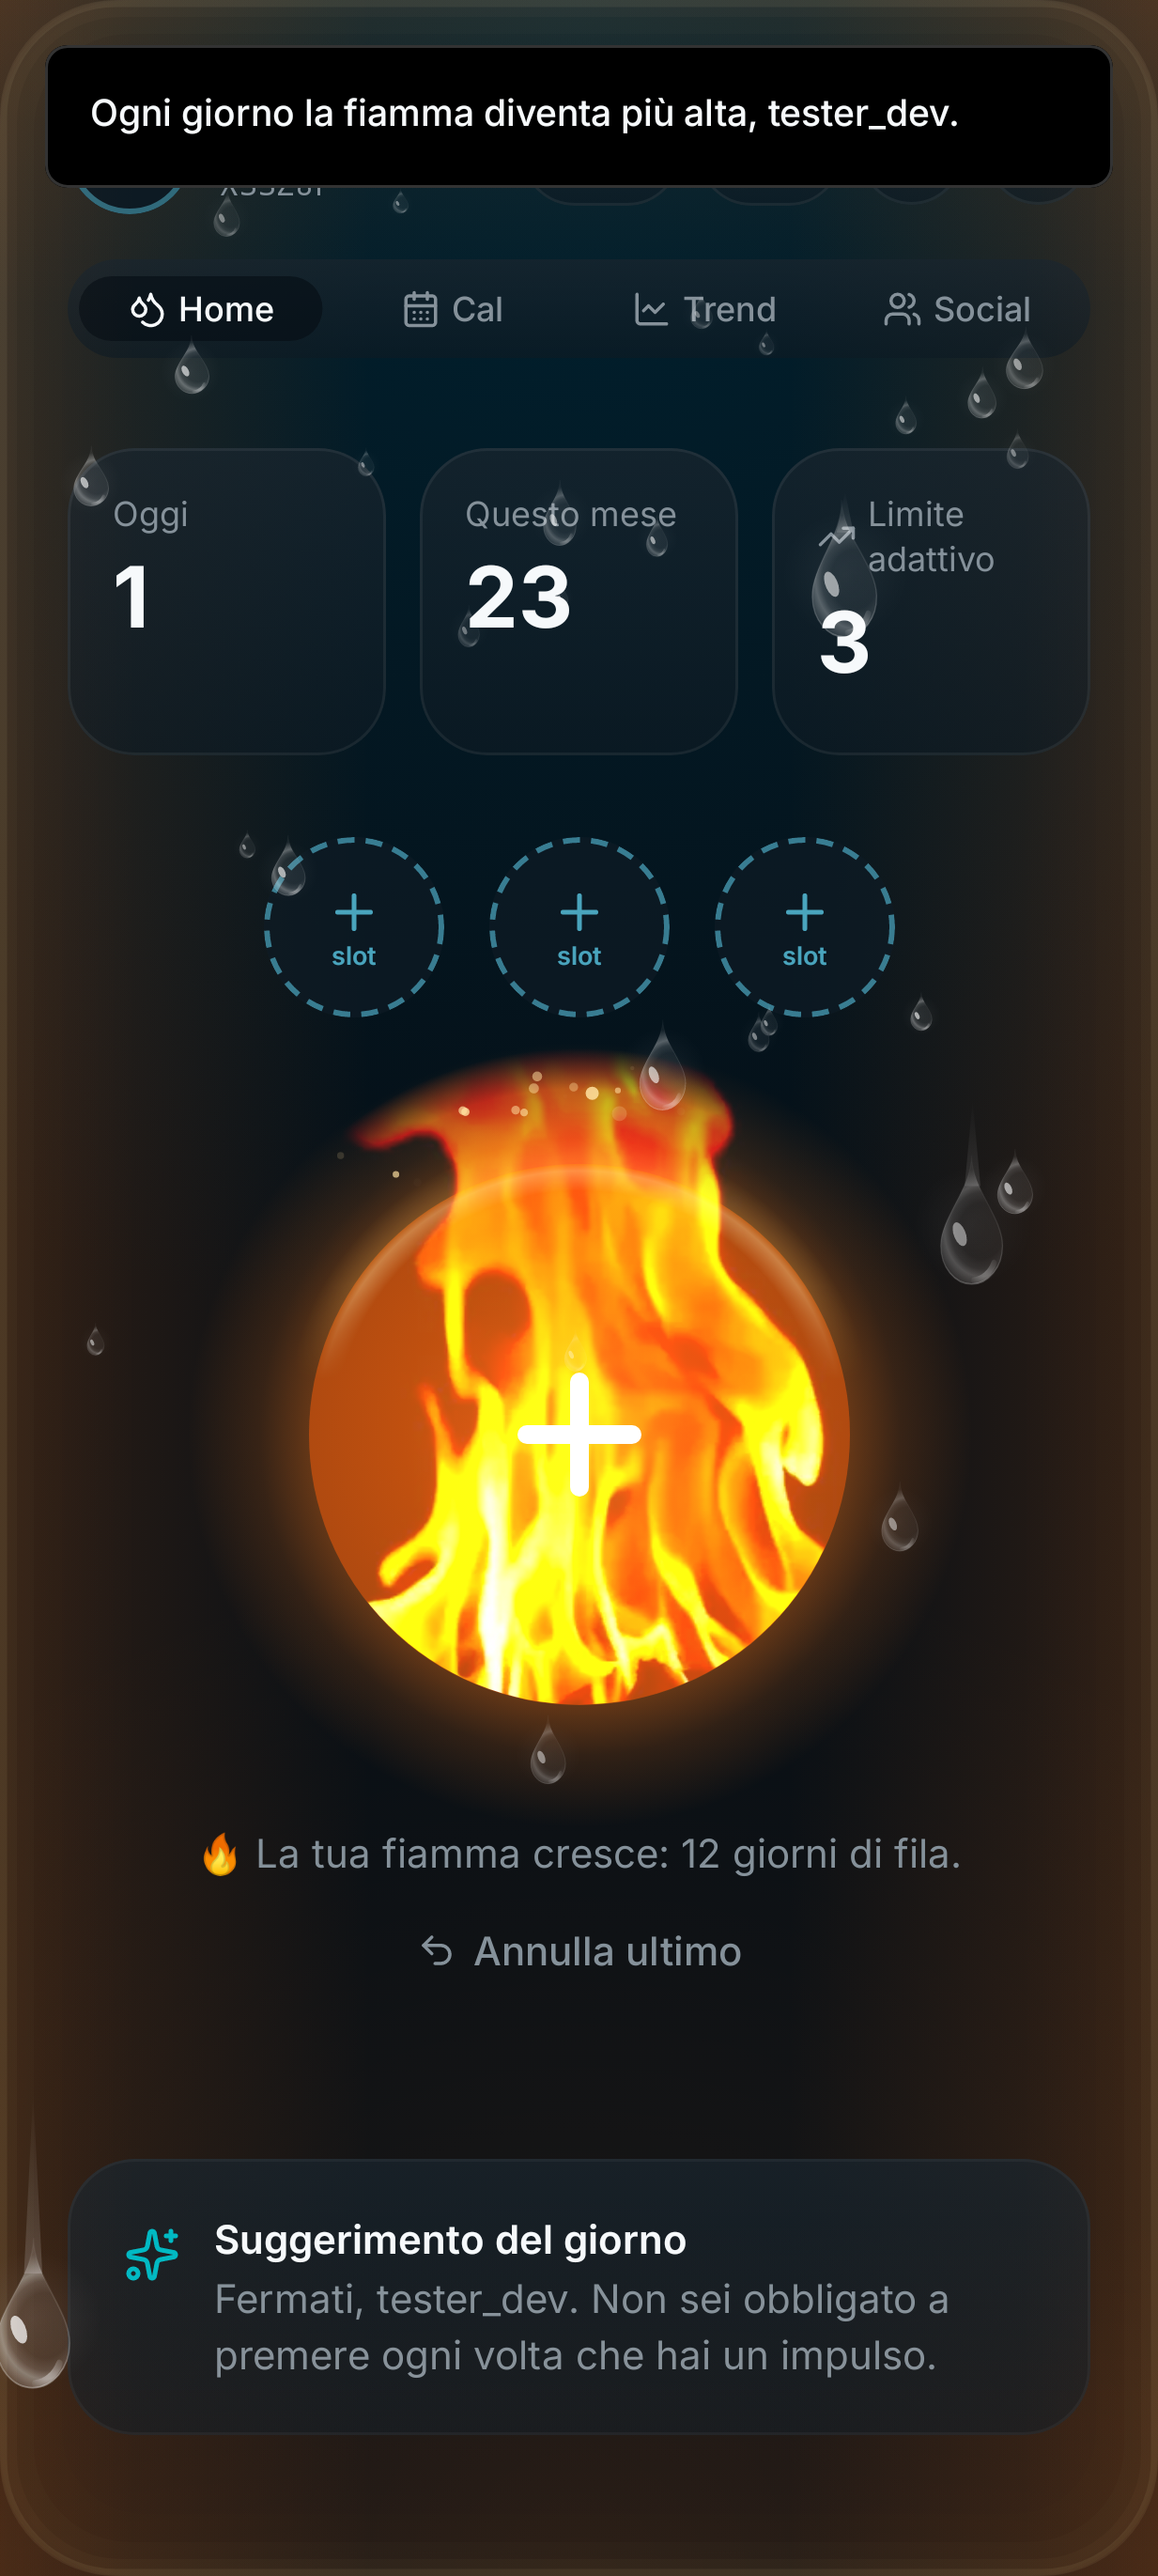 Ogni giorno la fiamma diventa più alta, tester_dev.
Home
Cal
Trend
Social
Oggi
1
Questo mese
23
Limite
adattivo
3
slot
slot
slot
🔥 La tua fiamma cresce: 12 giorni di fila.
Annulla ultimo
Suggerimento del giorno
Fermati, tester_dev. Non sei obbligato a
premere ogni volta che hai un impulso.